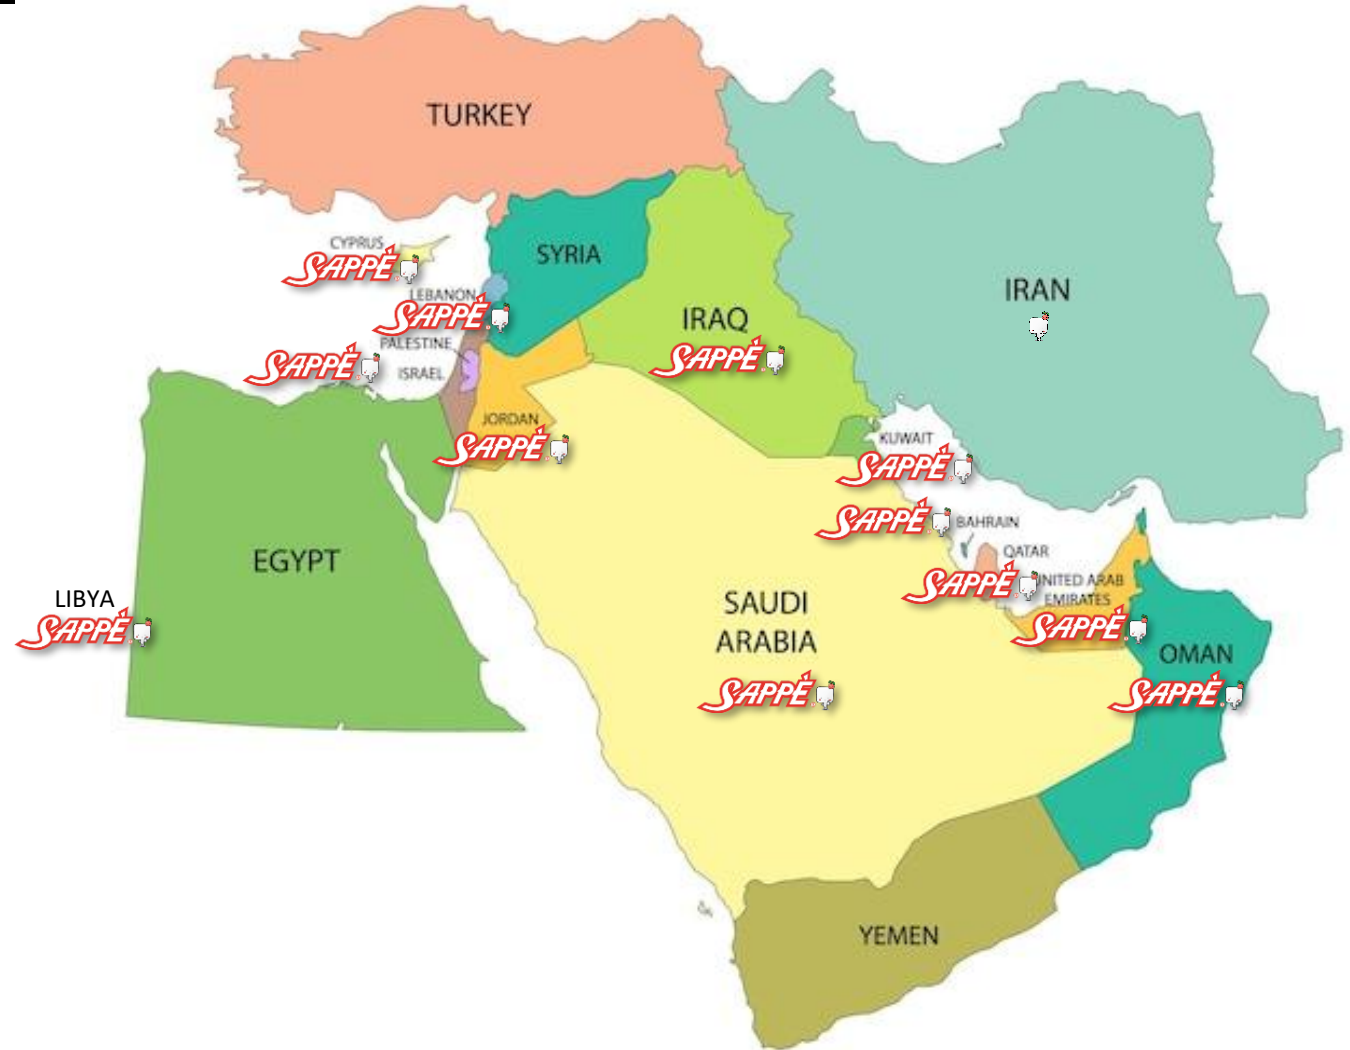 TURKEY
CYPRUS
SAPPÉ
SYRIA
LEBANON
SAPPÉ
IRAN
IRAQ
SAPPÉ
PALESTINE
SAPPÉ
ISRAEL
JORDAN
SAPPÉ
KUWAIT
SAPPÉ
SAPPÉ
BAHRAIN
QATAR
SAPPÉ
UNITED ARAB
EMIRATES
SAPPÉ
EGYPT
LIBYA
SAPPÉ
SAUDI
ARABIA
SAPPÉ
OMAN
SAPPÉ
YEMEN